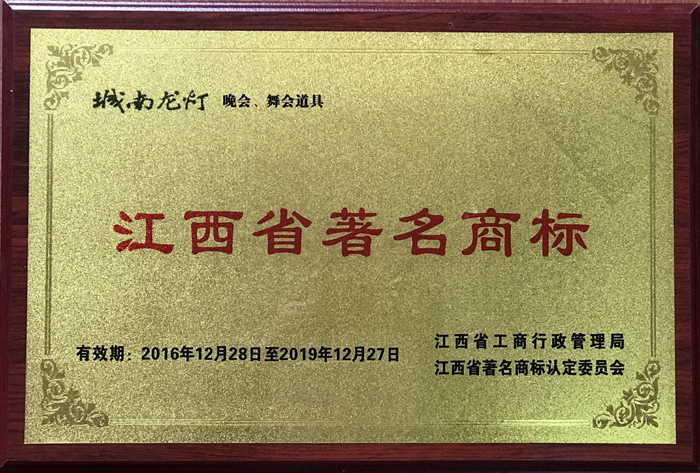 城南龙灯 晚会、舞会道具
江西省著名商标
有效期：2016年12月28日至2019年12月27日
江西省工商行政管理局
江西省著名商标认定委员会